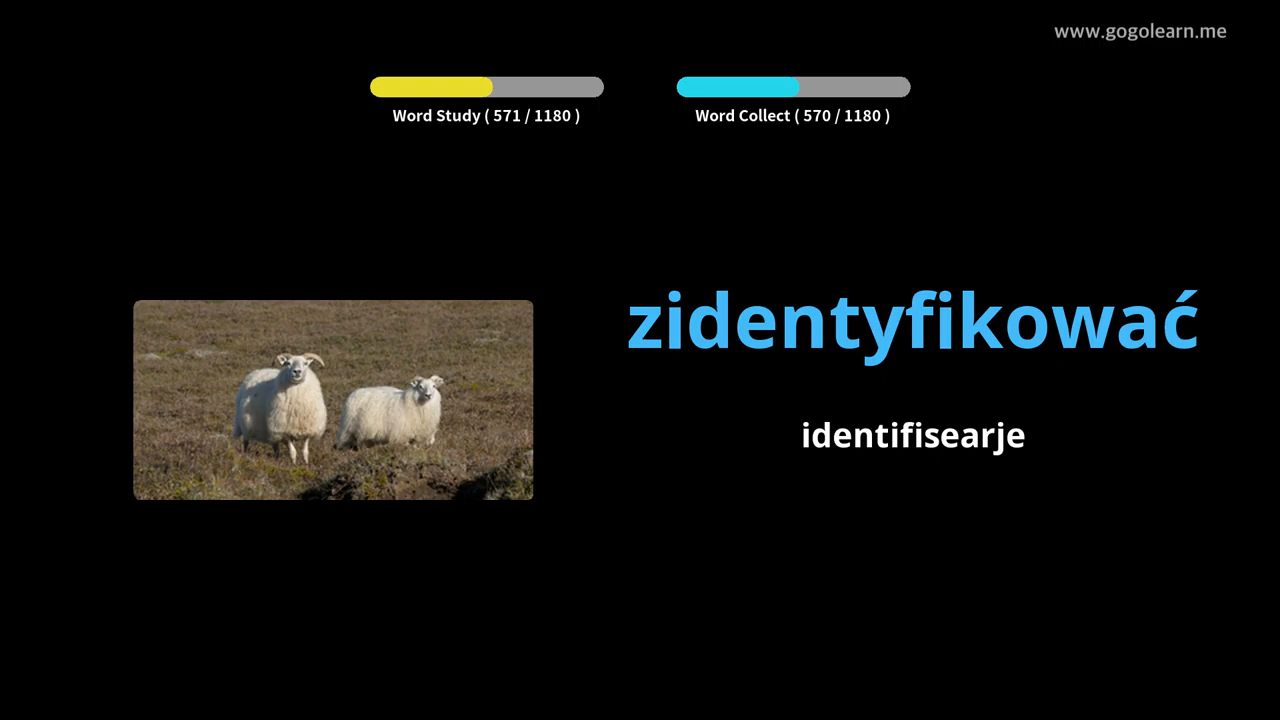 www.gogolearn.me
Word Study ( 571 / 1180 )
Word Collect ( 570 / 1180 )
zidentyfikować
identifisearje